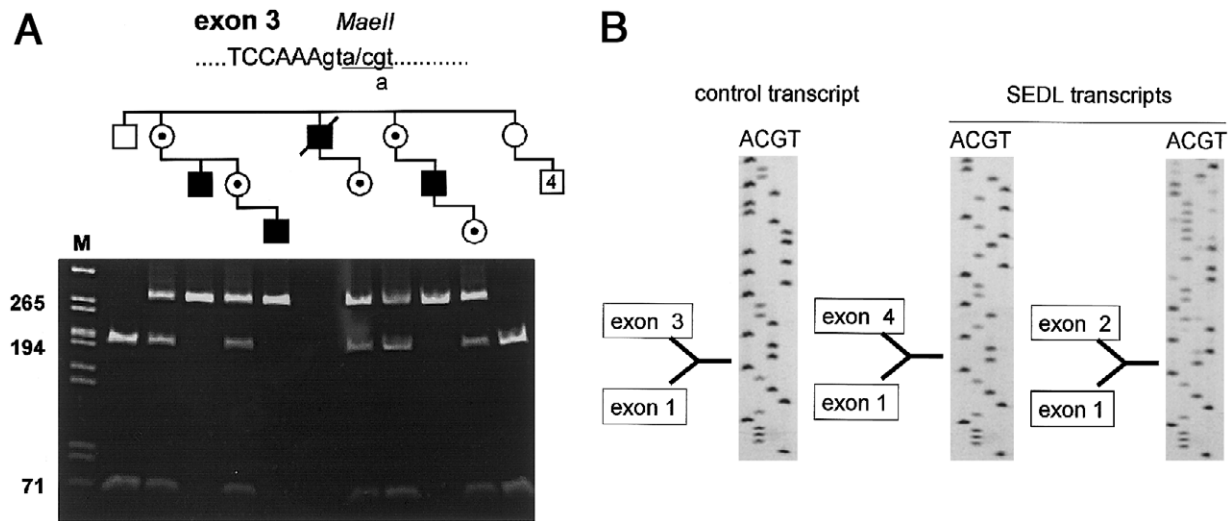 A
exon 3 MaeII
.....TCCAAAgta/cgt............
a
4
M
265
194
71
B
control transcript
SEDL transcripts
ACGT
ACGT
ACGT
exon 3
exon 1
exon 4
exon 1
exon 2
exon 1